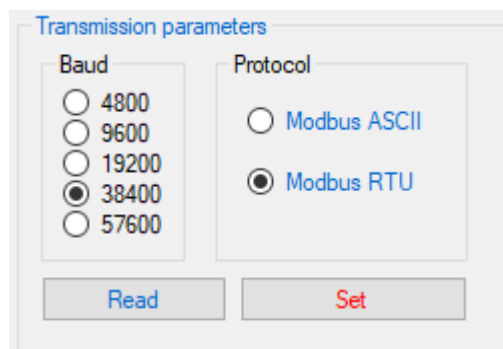 Transmission parameters
Baud
4800
9600
19200
38400
57600
Protocol
Modbus ASCII
Modbus RTU
Read
Set